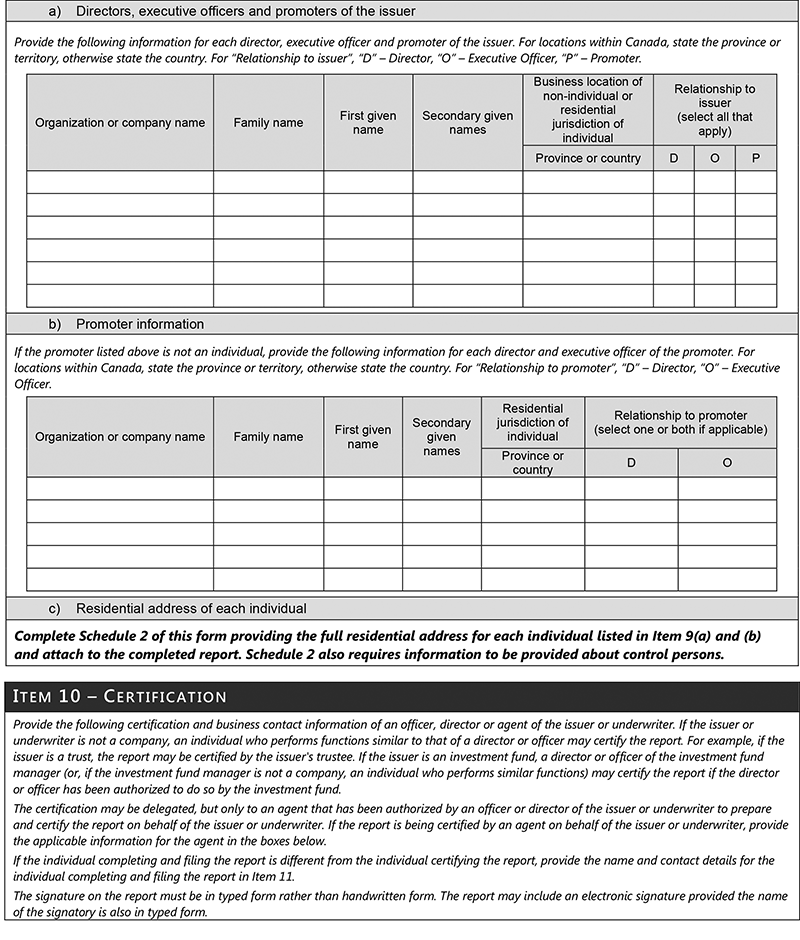 a) Directors, executive officers and promoters of the issuer
Provide the following information for each director, executive officer and promoter of the issuer. For locations within Canada, state the province or
territory, otherwise state the country. For “Relationship to issuer”, “D” – Director, “O” – Executive Officer, “P” – Promoter.
Organization or company name
Family name
First given
name
Secondary given
names
Business location of
non-individual or
residential
jurisdiction of
individual
Relationship to
issuer
(select all that
apply)
Province or country
D
O
P
b) Promoter information
If the promoter listed above is not an individual, provide the following information for each director and executive officer of the promoter. For
locations within Canada, state the province or territory, otherwise state the country. For “Relationship to promoter”, “D” – Director, “O” – Executive
Officer.
Organization or company name
Family name
First given
name
Secondary
given
names
Residential
jurisdiction of
individual
Relationship to promoter
(select one or both if applicable)
Province or
country
D
O
c) Residential address of each individual
Complete Schedule 2 of this form providing the full residential address for each individual listed in Item 9(a) and (b)
and attach to the completed report. Schedule 2 also requires information to be provided about control persons.
ITEM 10 – CERTIFICATION
Provide the following certification and business contact information of an officer, director or agent of the issuer or underwriter. If the issuer or
underwriter is not a company, an individual who performs functions similar to that of a director or officer may certify the report. For example, if the
issuer is a trust, the report may be certified by the issuer's trustee. If the issuer is an investment fund, a director or officer of the investment fund
manager (or, if the investment fund manager is not a company, an individual who performs similar functions) may certify the report if the director
or officer has been authorized to do so by the investment fund.
The certification may be delegated, but only to an agent that has been authorized by an officer or director of the issuer or underwriter to prepare
and certify the report on behalf of the issuer or underwriter. If the report is being certified by an agent on behalf of the issuer or underwriter, provide
the applicable information for the agent in the boxes below.
If the individual completing and filing the report is different from the individual certifying the report, provide the name and contact details for the
individual completing and filing the report in Item 11.
The signature on the report must be in typed form rather than handwritten form. The report may include an electronic signature provided the name
of the signatory is also in typed form.